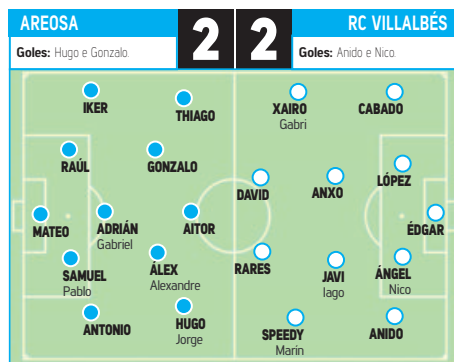 AREOSA
2 2
RC VILLALBÉS
Goles: Hugo e Gonzalo.
Goles: Anido e Nico.
IKER
THIAGO
XAIRO
Gabri
CABADO
RAÚL
GONZALO
DAVID
ANXO
LÓPEZ
MATEO
ADRIÁN
Gabriel
AITOR
ÉDGAR
SAMUEL
Pablo
ÁLEX
Alexandre
RARES
JAVI
Iago
ÁNGEL
Nico
ANTONIO
HUGO
Jorge
SPEEDY
Marín
ANIDO